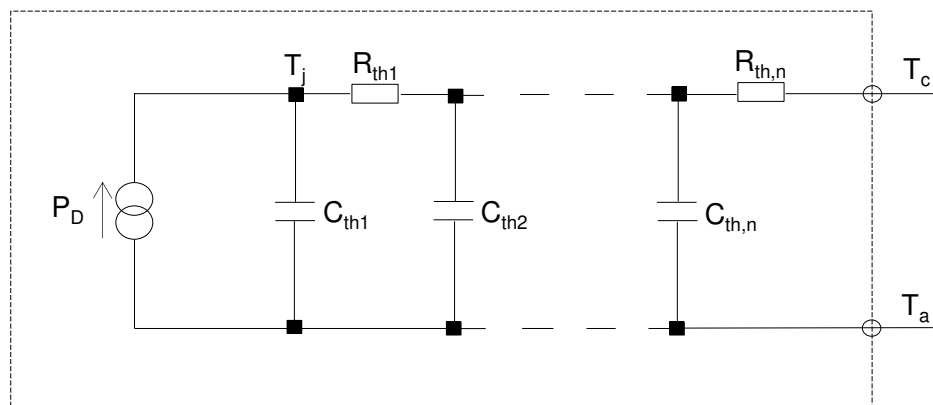 T_j
R_th1
R_th,n
T_c
P_D
C_th1
C_th2
C_th,n
T_a